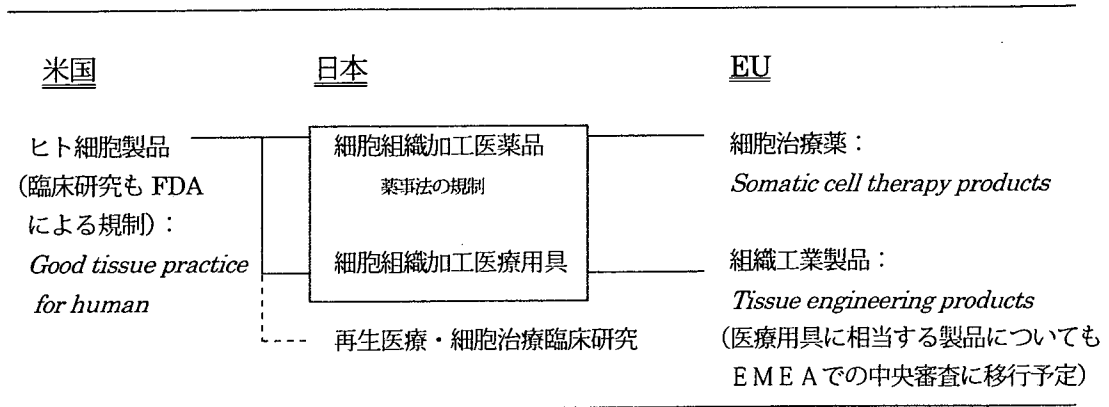 米国
日本
EU
ヒト細胞製品
(臨床研究も FDA
による規制):
Good tissue practice
for human
細胞組織加工医薬品
薬事法の規制
細胞組織加工医療用具
再生医療・細胞治療臨床研究
細胞治療薬:
Somatic cell therapy products
組織工業製品:
Tissue engineering products
(医療用具に相当する製品についても
EMEAでの中央審査に移行予定)